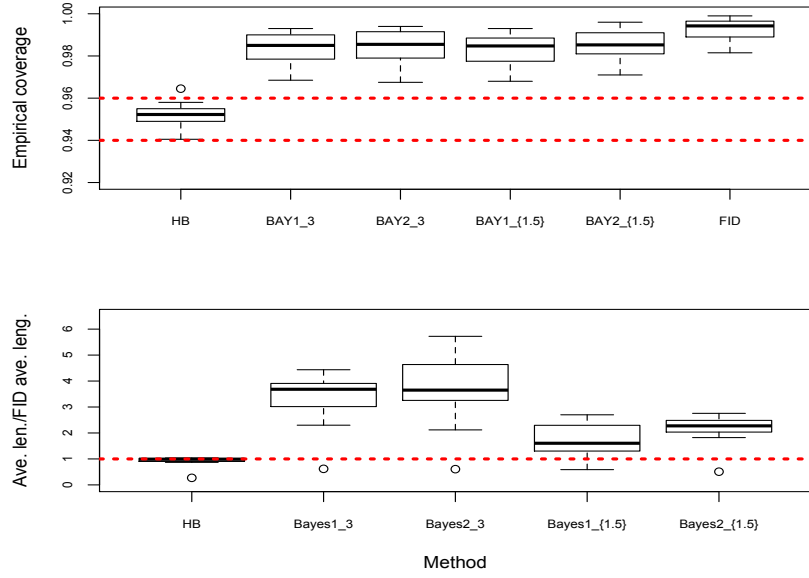 Empirical coverage
1.00
0.98
0.96
0.94
0.92
HB BAY1_3 BAY2_3 BAY1_{1.5} BAY2_{1.5} FID
Ave. len./FID ave. leng.
6
5
4
3
2
1
0
HB Bayes1_3 Bayes2_3 Bayes1_{1.5} Bayes2_{1.5}
Method